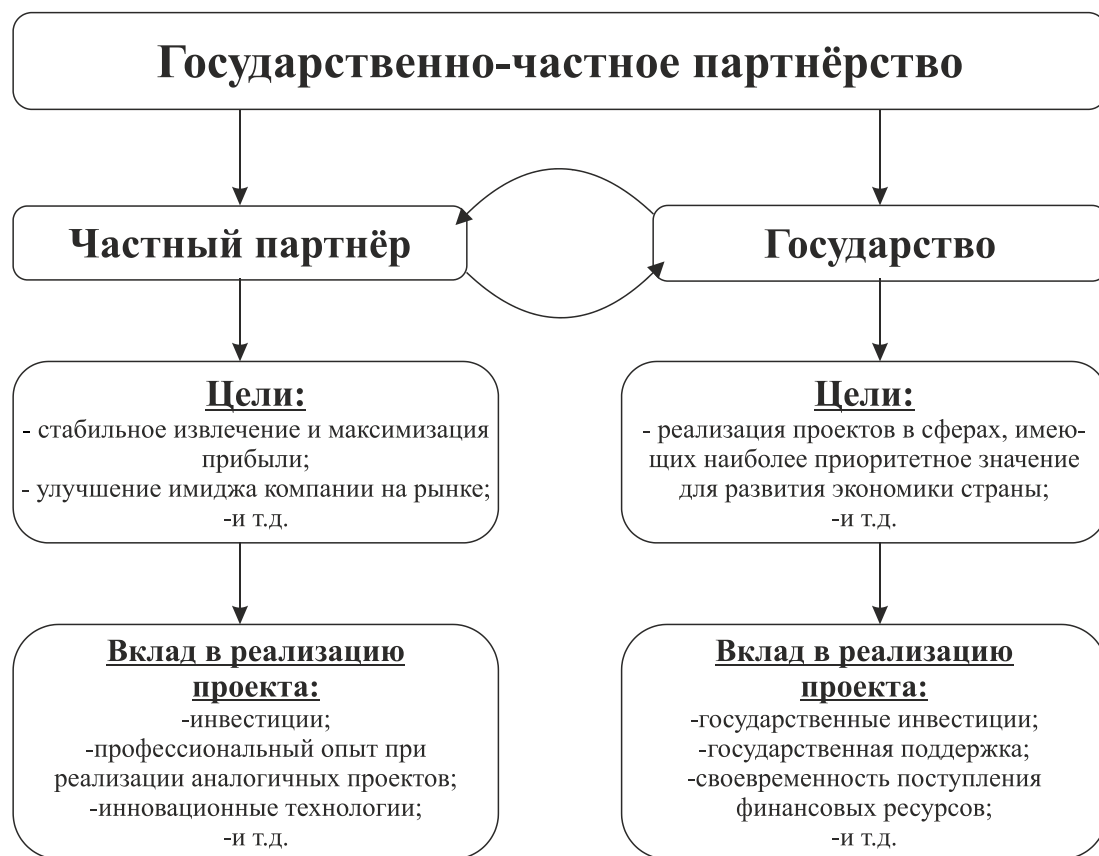 Государственно-частное партнёрство
Частный партнёр
Государство
Цели:
- стабильное извлечение и максимизация
прибыли;
- улучшение имиджа компании на рынке;
-и т.д.
Цели:
- реализация проектов в сферах, имею-
щих наиболее приоритетное значение
для развития экономики страны;
-и т.д.
Вклад в реализацию
проекта:
-инвестиции;
-профессиональный опыт при
реализации аналогичных проектов;
-инновационные технологии;
-и т.д.
Вклад в реализацию
проекта:
-государственные инвестиции;
-государственная поддержка;
-своевременность поступления
финансовых ресурсов;
-и т.д.